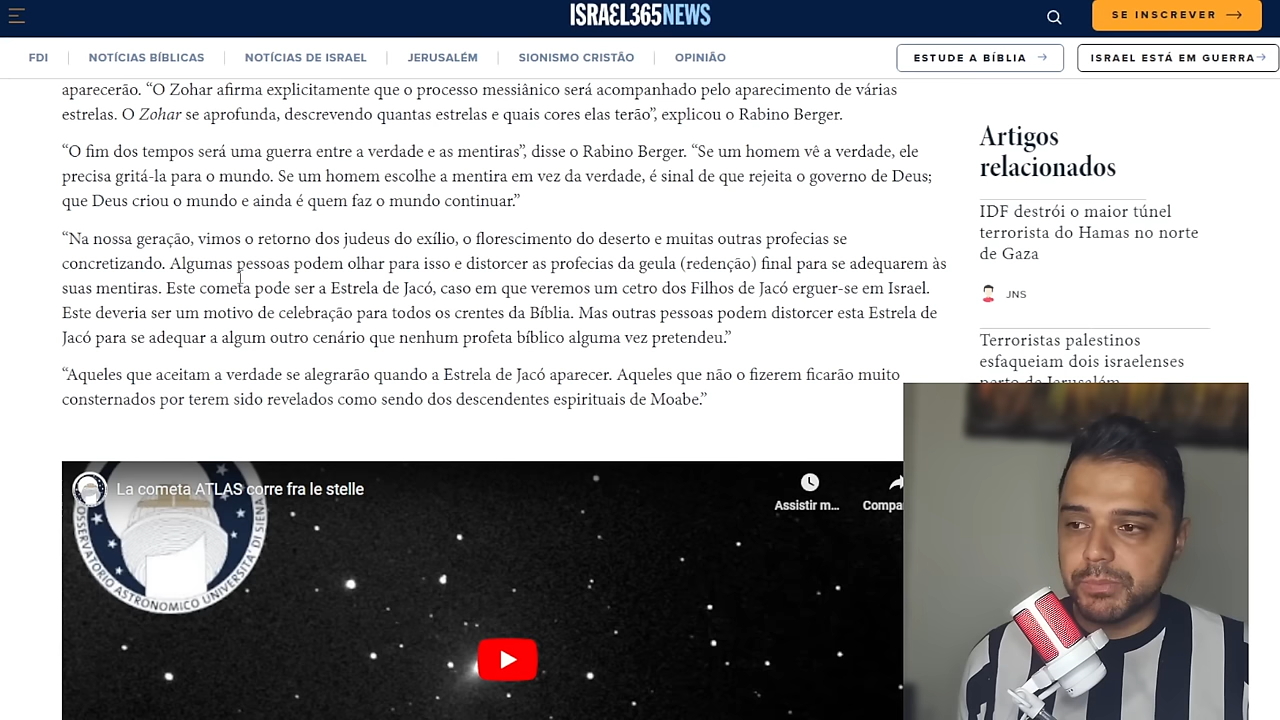 ISRAEL365NEWS
SE INSCREVER
FDI
NOTÍCIAS BÍBLICAS
NOTÍCIAS DE ISRAEL
JERUSALÉM
SIONISMO CRISTÃO
OPINIÃO
ESTUDE A BÍBLIA
ISRAEL ESTÁ EM GUERRA
aparecerão. “O Zohar afirma explicitamente que o processo messiânico será acompanhado pelo aparecimento de várias
estrelas. O Zohar se aprofunda, descrevendo quantas estrelas e quais cores elas terão”, explicou o Rabino Berger.
“O fim dos tempos será uma guerra entre a verdade e as mentiras”, disse o Rabino Berger. “Se um homem vê a verdade, ele
precisa gritá-la para o mundo. Se um homem escolhe a mentira em vez da verdade, é sinal de que rejeita o governo de Deus;
que Deus criou o mundo e ainda é quem faz o mundo continuar.”
“Na nossa geração, vimos o retorno dos judeus do exílio, o florescimento do deserto e muitas outras profecias se
concretizando. Algumas pessoas podem olhar para isso e distorcer as profecias da geula (redenção) final para se adequarem às
suas mentiras. Este cometa pode ser a Estrela de Jacó, caso em que veremos um cetro dos Filhos de Jacó erguer-se em Israel.
Este deveria ser um motivo de celebração para todos os crentes da Bíblia. Mas outras pessoas podem distorcer esta Estrela de
Jacó para se adequar a algum outro cenário que nenhum profeta bíblico alguma vez pretendeu.”
“Aqueles que aceitam a verdade se alegrarão quando a Estrela de Jacó aparecer. Aqueles que não o fizerem ficarão muito
consternados por terem sido revelados como sendo dos descendentes espirituais de Moabe.”
Artigos
relacionados
IDF destrói o maior túnel
terrorista do Hamas no norte
de Gaza
JNS
Terroristas palestinos
esfaqueiam dois israelenses
perto de Jerusalém
La cometa ATLAS corre fra le stelle
Assistir m...
Compa
OSSERVATORIO ASTRONOMICO UNIVERSITA' DI SIENA